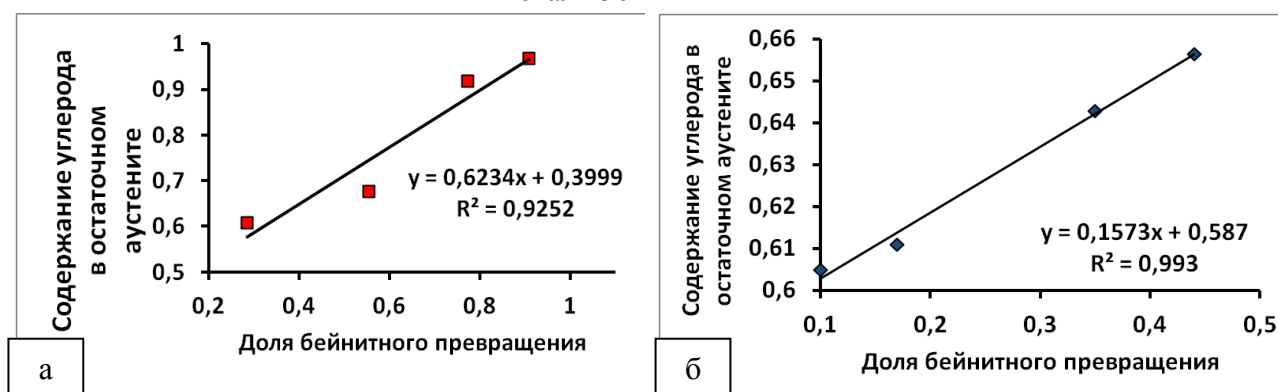 Содержание углерода
в остаточном
аустените
1
0,9
0,8
0,7
0,6
0,5
y = 0,6234x + 0,3999
R² = 0,9252
0,2
0,4
0,6
0,8
1
Доля бейнитного превращения
а
Содержание углерода в
остаточном аустените
0,66
0,65
0,64
0,63
0,62
0,61
0,6
y = 0,1573x + 0,587
R² = 0,993
0,1
0,2
0,3
0,4
0,5
Доля бейнитного превращения
б